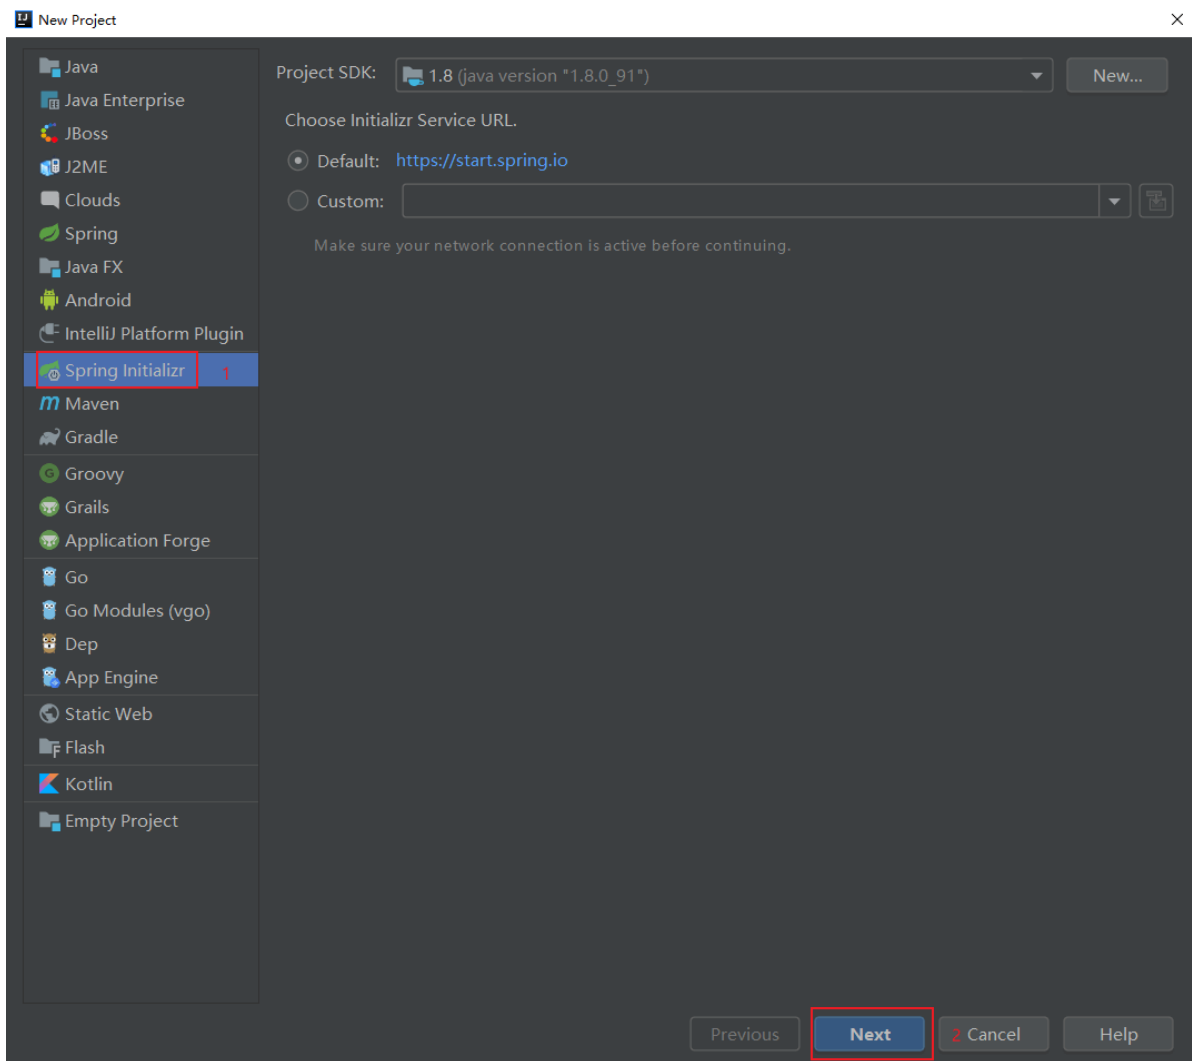 New Project
Java
Java Enterprise
JBoss
J2ME
Clouds
Spring
Java FX
Android
IntelliJ Platform Plugin
Spring Initializr 1
Maven
Gradle
Groovy
Grails
Application Forge
Go
Go Modules (vgo)
Dep
App Engine
Static Web
Flash
Kotlin
Empty Project
Project SDK: 1.8 (java version "1.8.0_91") New...
Choose Initializr Service URL.
Default: https://start.spring.io
Custom:
Make sure your network connection is active before continuing.
Previous Next 2 Cancel Help